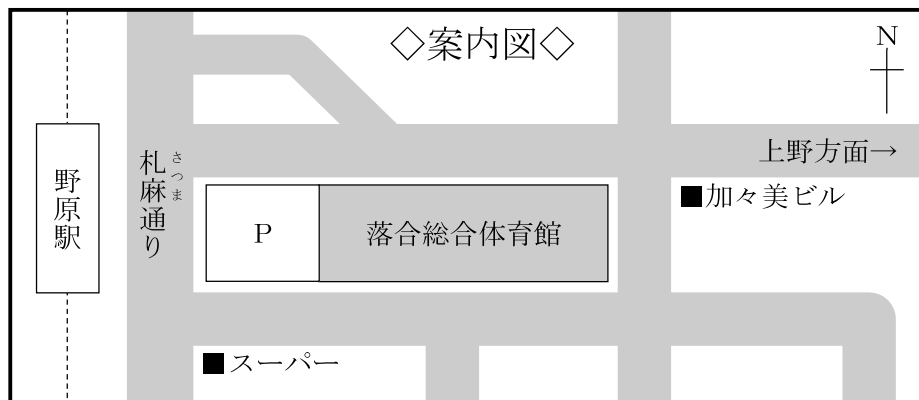 ◇案内図◇
N
上野方面→
野原駅
札麻通り
さつま
■加々美ビル
P
落合総合体育館
■スーパー